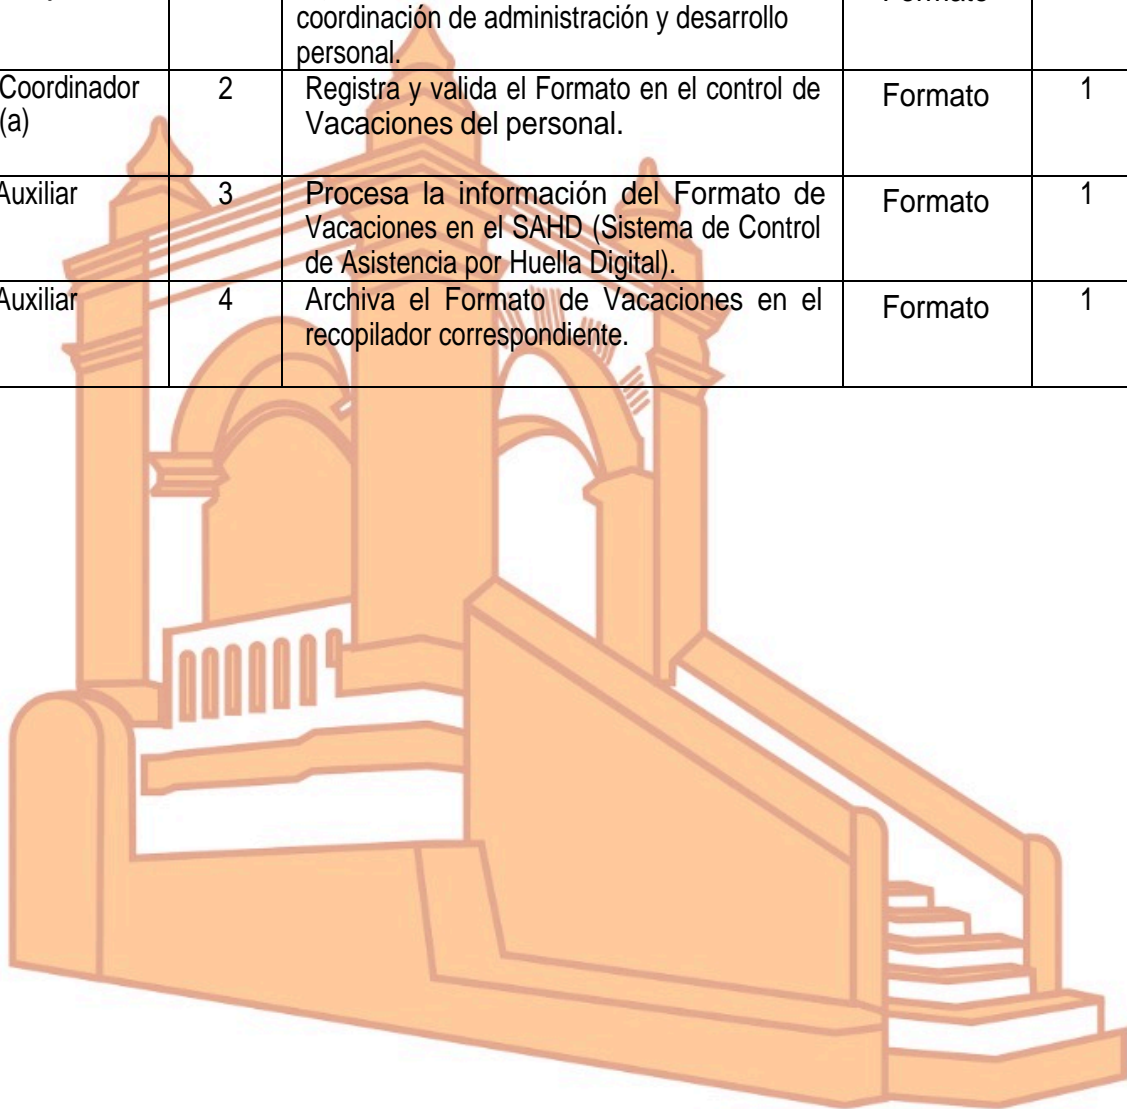 coordinación de administración y desarrollo
personal.
Coordinador
(a)
2
Registra y valida el Formato en el control de
Vacaciones del personal.
Formato
1
Auxiliar
3
Procesa la información del Formato de
Vacaciones en el SAHD (Sistema de Control
de Asistencia por Huella Digital).
Formato
1
Auxiliar
4
Archiva el Formato de Vacaciones en el
recopilador correspondiente.
Formato
1